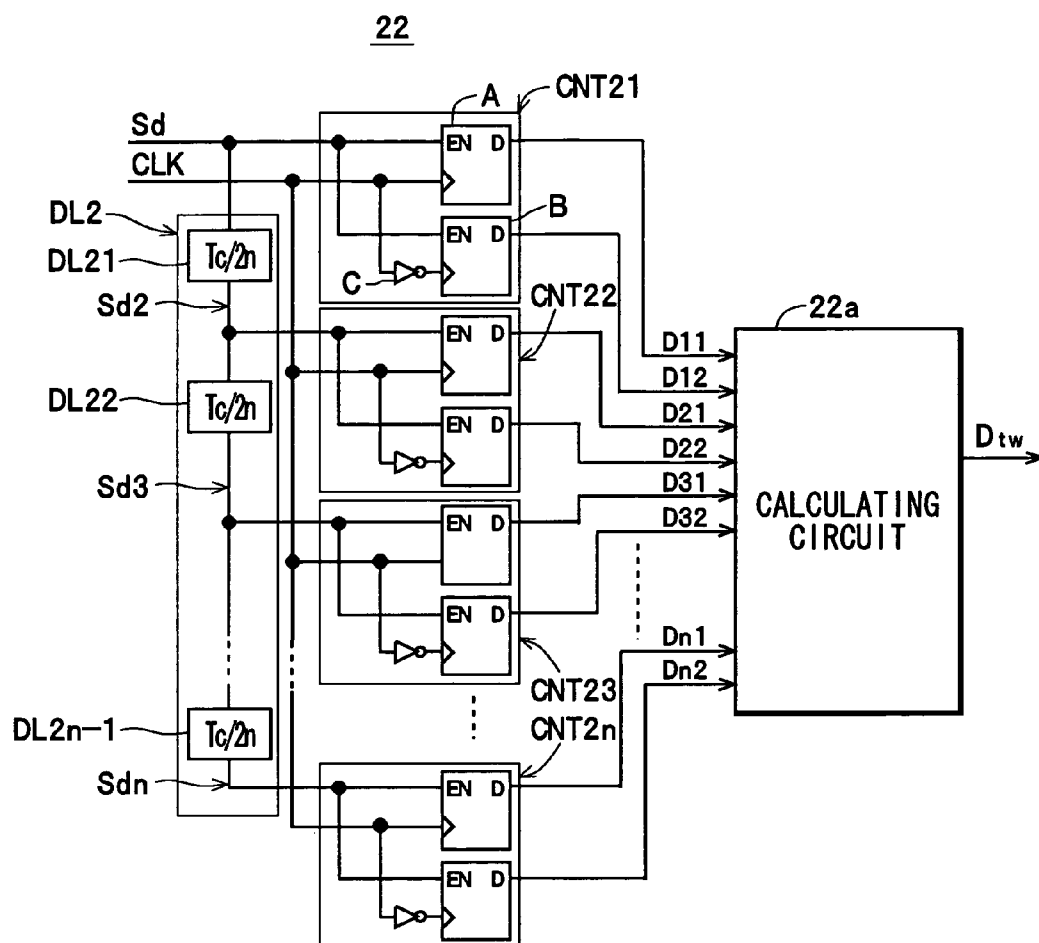 22
Sd
CLK
A
CNT21
EN D
DL2
B
EN D
DL21
Tc/2n
C
Sd2
CNT22
EN D
22a
D11
DL22
Tc/2n
D12
EN D
D21
Dtw
D22
Sd3
D31
CALCULATING
CIRCUIT
EN D
D32
EN D
Dn1
CNT23
Dn2
DL2n-1
Tc/2n
CNT2n
Sdn
EN D
EN D